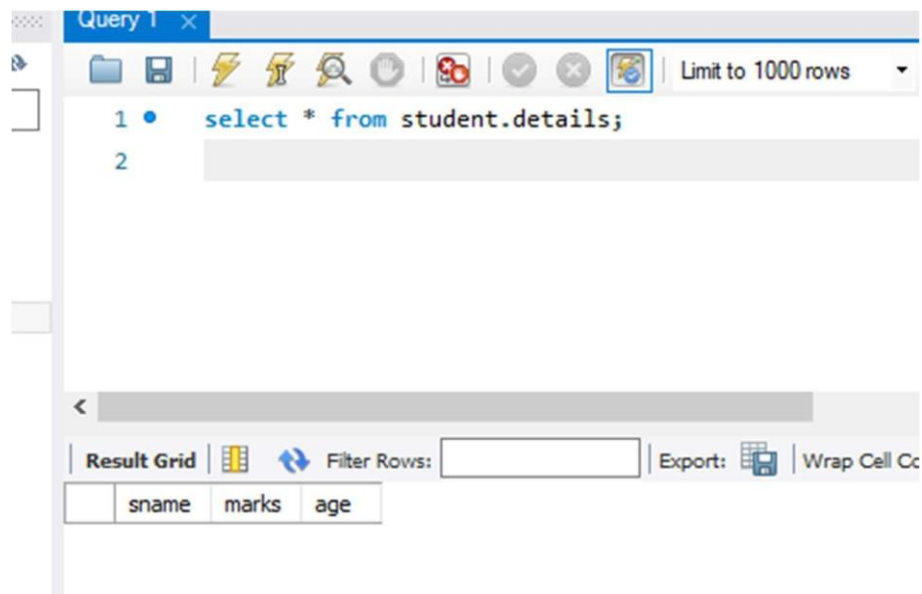 Query 1
Limit to 1000 rows
1 select * from student.details;
2
Result Grid Filter Rows: Export: Wrap Cell Co
sname marks age